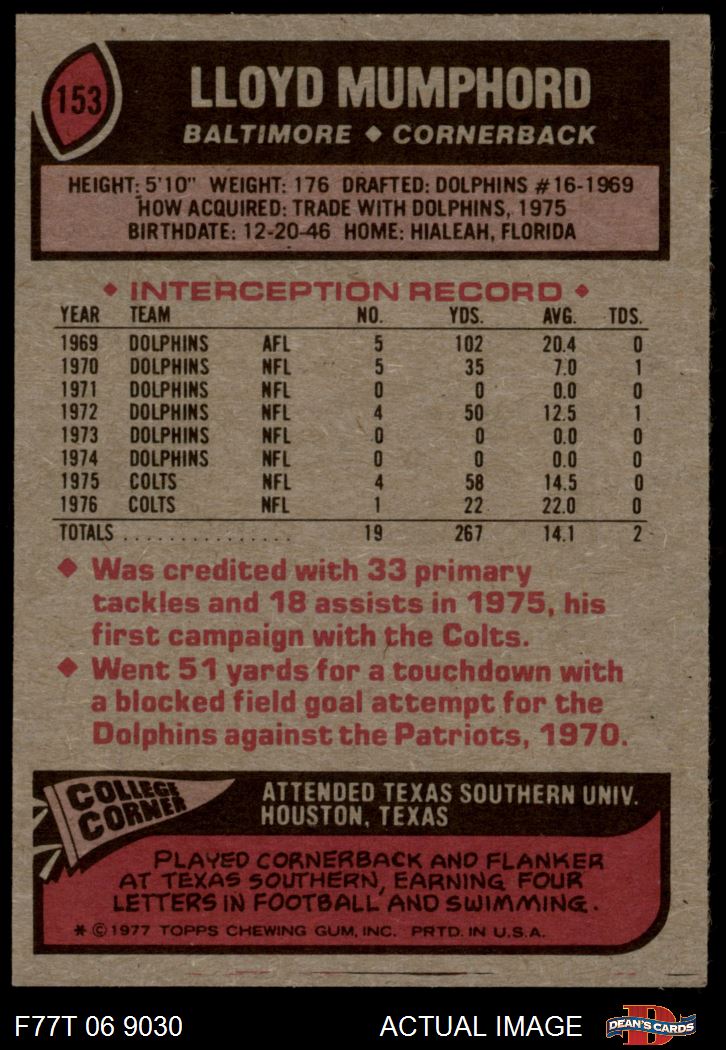 153
LLOYD MUMPHORD
BALTIMORE ◆ CORNERBACK
HEIGHT: 5'10" WEIGHT: 176 DRAFTED: DOLPHINS #16-1969
HOW ACQUIRED: TRADE WITH DOLPHINS, 1975
BIRTHDATE: 12-20-46 HOME: HIALEAH, FLORIDA
◆ INTERCEPTION RECORD ◆
YEAR TEAM NO. YDS. AVG. TDS.
1969 DOLPHINS AFL 5 102 20.4 0
1970 DOLPHINS NFL 5 35 7.0 1
1971 DOLPHINS NFL 0 0 0.0 0
1972 DOLPHINS NFL 4 50 12.5 1
1973 DOLPHINS NFL 0 0 0.0 0
1974 DOLPHINS NFL 0 0 0.0 0
1975 COLTS NFL 4 58 14.5 0
1976 COLTS NFL 1 22 22.0 0
TOTALS . . . . . . . . . . . . . . . 19 267 14.1 2
◆ Was credited with 33 primary
tackles and 18 assists in 1975, his
first campaign with the Colts.
◆ Went 51 yards for a touchdown with
a blocked field goal attempt for the
Dolphins against the Patriots, 1970.
COLLEGE
CORNER
ATTENDED TEXAS SOUTHERN UNIV.
HOUSTON, TEXAS
PLAYED CORNERBACK AND FLANKER
AT TEXAS SOUTHERN, EARNING FOUR
LETTERS IN FOOTBALL AND SWIMMING.
* © 1977 TOPPS CHEWING GUM, INC. PRTD. IN U.S.A.
F77T 06 9030 ACTUAL IMAGE
D
DEAN'S CARDS